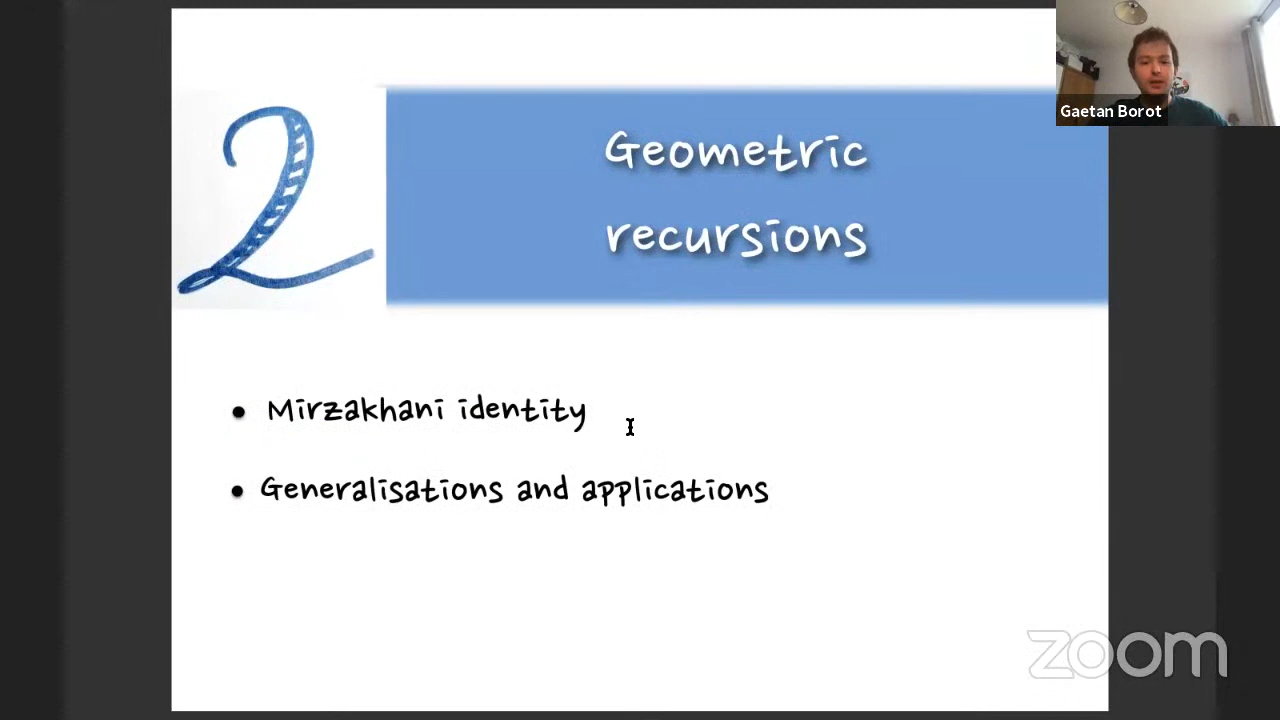 2
Geometric
recursions
Gaetan Borot
• Mirzakhani identity
• Generalisations and applications
zoom